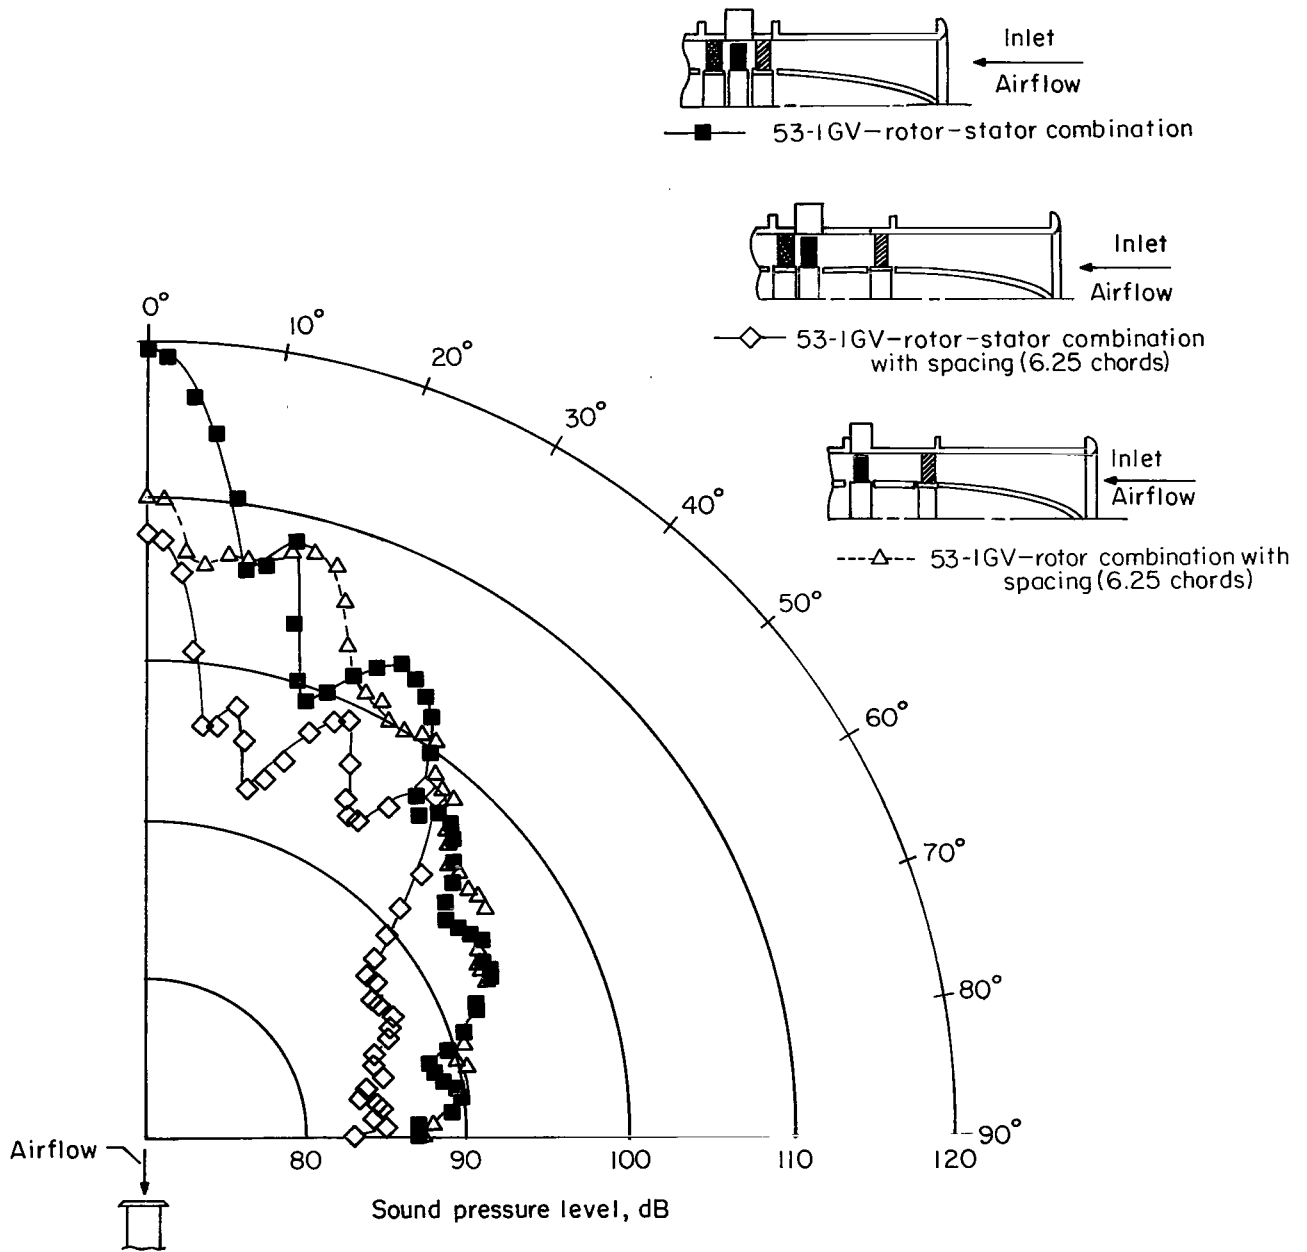 Inlet
Airflow
53-IGV-rotor-stator combination
Inlet
Airflow
53-IGV-rotor-stator combination
with spacing (6.25 chords)
Inlet
Airflow
53-IGV-rotor combination with
spacing (6.25 chords)
0°
10°
20°
30°
40°
50°
60°
70°
80°
90°
80 90 100 110 120
Sound pressure level, dB
Airflow